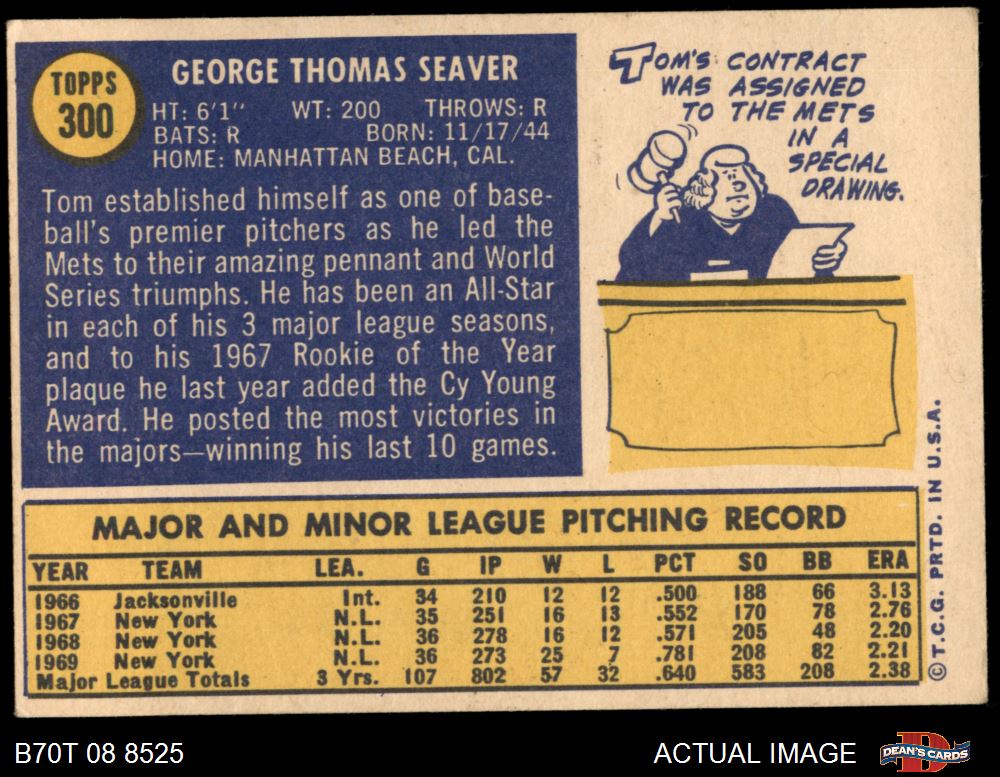 TOPPS
300
GEORGE THOMAS SEAVER
HT: 6'1" WT: 200 THROWS: R
BATS: R BORN: 11/17/44
HOME: MANHATTAN BEACH, CAL.
Tom established himself as one of base-
ball's premier pitchers as he led the
Mets to their amazing pennant and World
Series triumphs. He has been an All-Star
in each of his 3 major league seasons,
and to his 1967 Rookie of the Year
plaque he last year added the Cy Young
Award. He posted the most victories in
the majors—winning his last 10 games.
TOM'S CONTRACT
WAS ASSIGNED
TO THE METS
IN A
SPECIAL
DRAWING.
MAJOR AND MINOR LEAGUE PITCHING RECORD
YEAR TEAM LEA. G IP W L PCT SO BB ERA
1966 Jacksonville Int. 34 210 12 12 .500 188 66 3.13
1967 New York N.L. 35 251 16 13 .552 170 78 2.76
1968 New York N.L. 36 278 16 12 .571 205 48 2.20
1969 New York N.L. 36 273 25 7 .781 208 82 2.21
Major League Totals 3 Yrs. 107 802 57 32 .640 583 208 2.38
©T.C.G. PRTD. IN U.S.A.
B70T 08 8525
ACTUAL IMAGE
DEAN'S CARDS